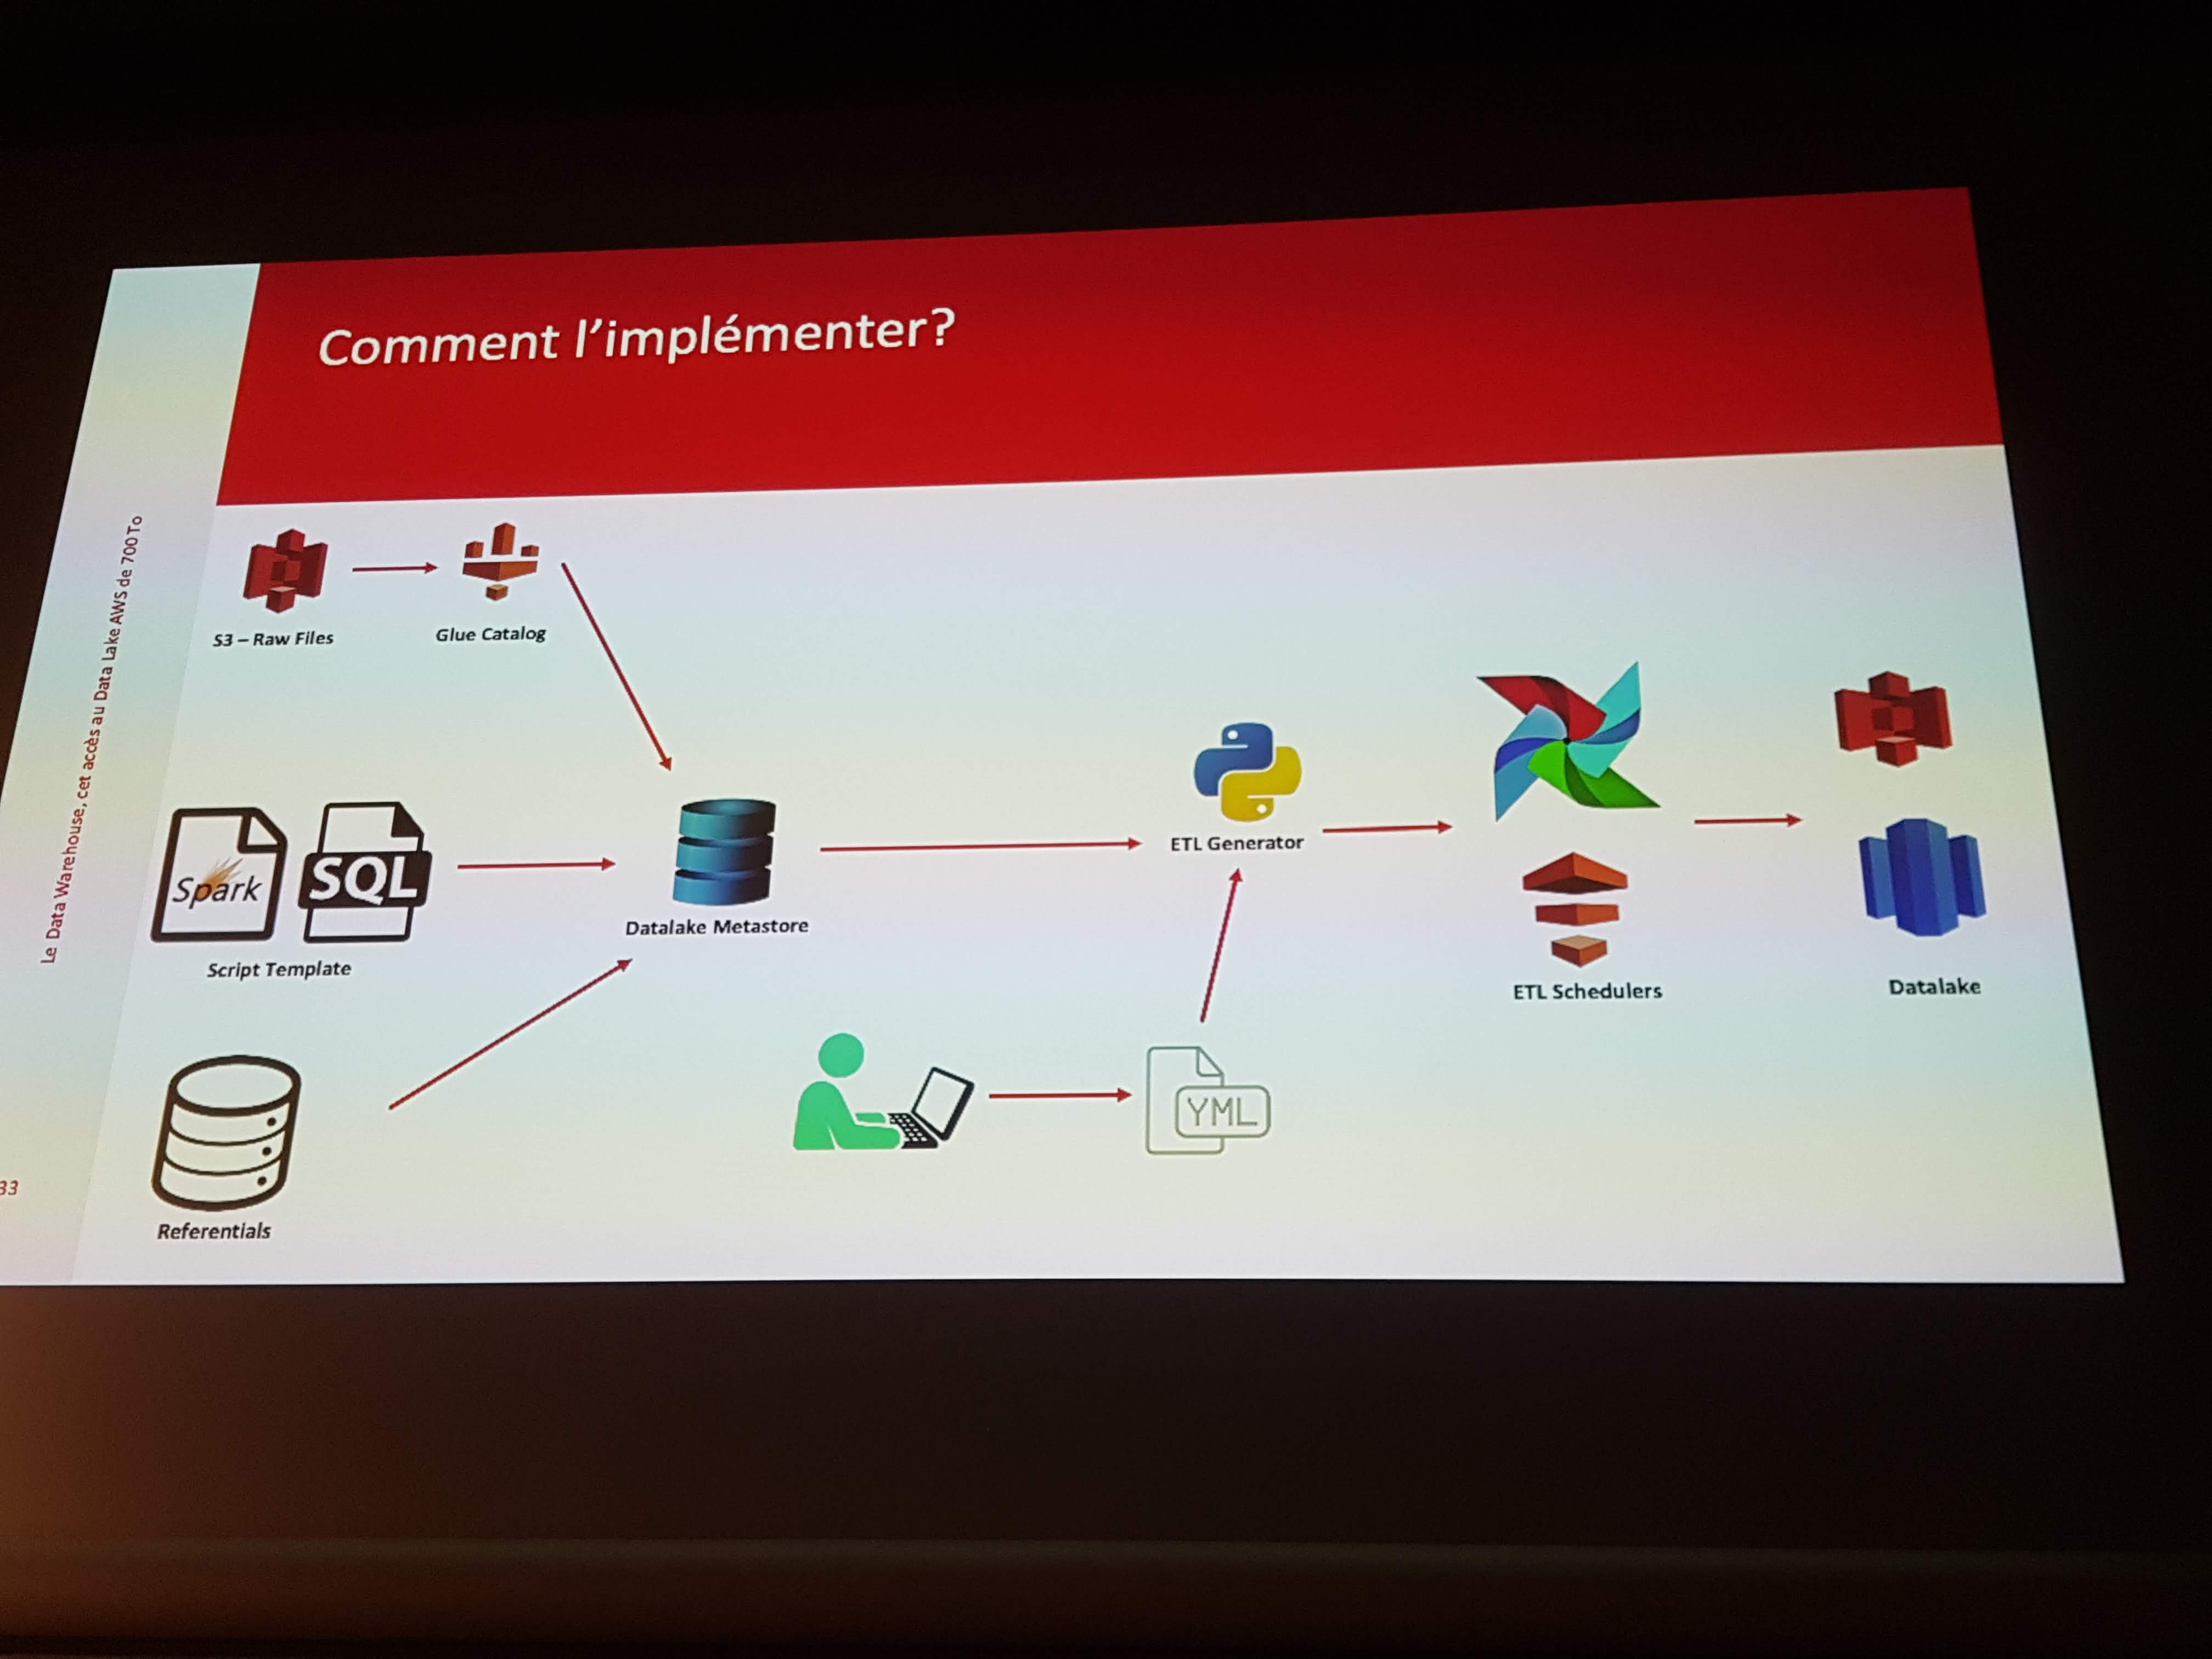 Comment l'implémenter?
Le Data Warehouse, cet accès au Data Lake AWS de 700 To
S3 – Raw Files
Glue Catalog
Spark
SQL
Script Template
Datalake Metastore
ETL Generator
ETL Schedulers
Datalake
YML
Referentials
33